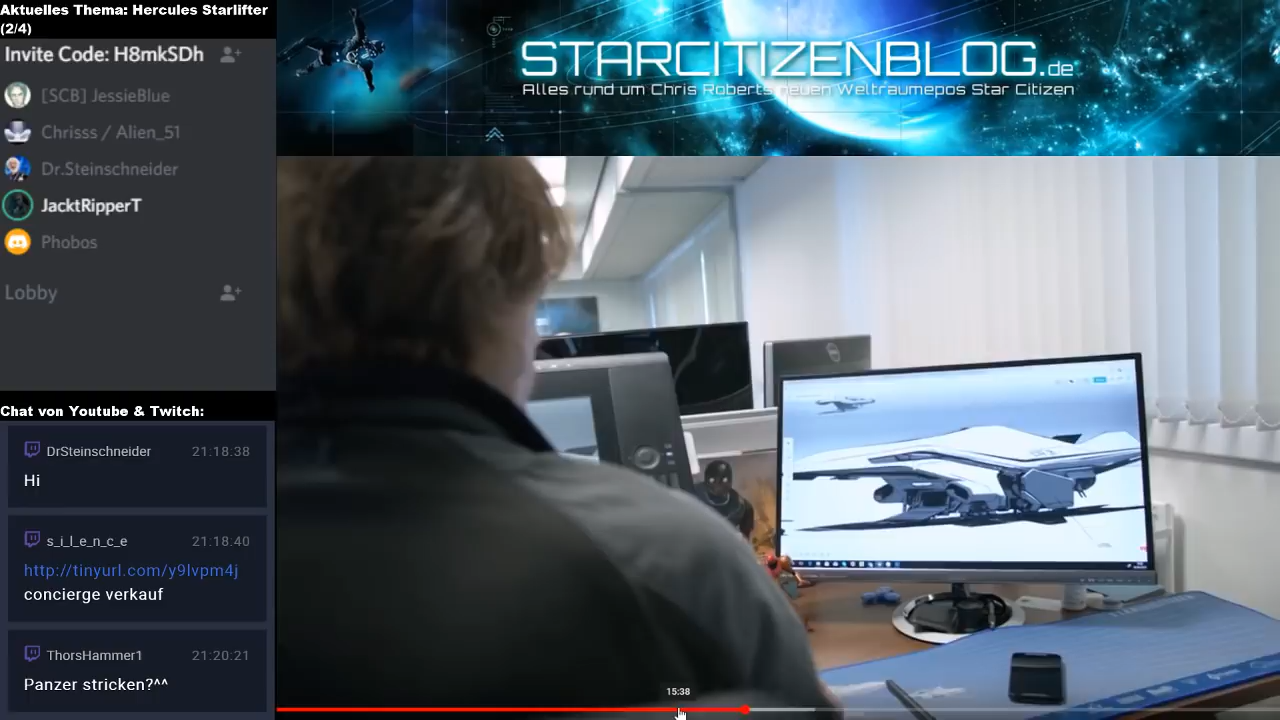 Aktuelles Thema: Hercules Starlifter
(2/4)
Invite Code: H8mkSDh
[SCB] JessieBlue
Chrisss / Alien_51
Dr.Steinschneider
JacktRipperT
Phobos
Lobby
Chat von Youtube & Twitch:
DrSteinschneider 21:18.38
Hi
s_i_l_e_n_c_e 21:18.40
http://tinyurl.com/y9lvpm4j
concierge verkauf
ThorsHammer1 21:20.21
Panzer stricken?^^
STARCITIZENBLOG.de
Alles rund um Chris Roberts neuen Weltraumepos Star Citizen
15:38